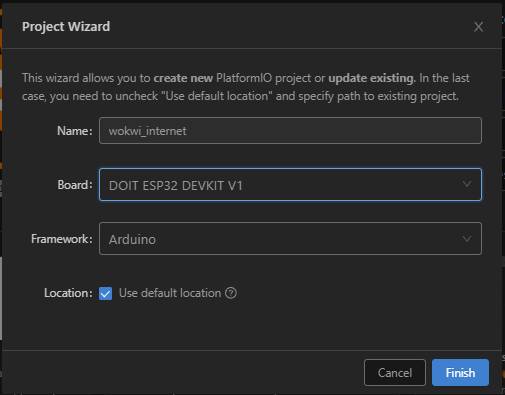 Project Wizard
This wizard allows you to create new PlatformIO project or update existing. In the last
case, you need to uncheck "Use default location" and specify path to existing project.
Name: wokwi_internet
Board: DOIT ESP32 DEVKIT V1
Framework: Arduino
Location: Use default location
Cancel Finish